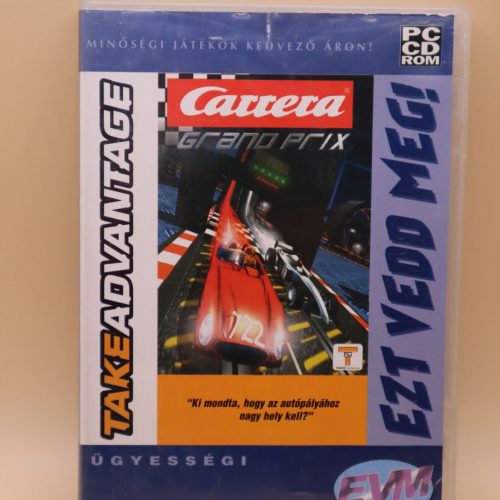 MINŐSÉGI JÁTÉKOK KEDVEZŐ ÁRON!
PC
CD
ROM
TAKEADVANTAGE
Carrera®
Grand Prix
722
T
"Ki mondta, hogy az autópályához
nagy hely kell?"
EZT VEDD MEG!
ÜGYESSÉGI
EVM